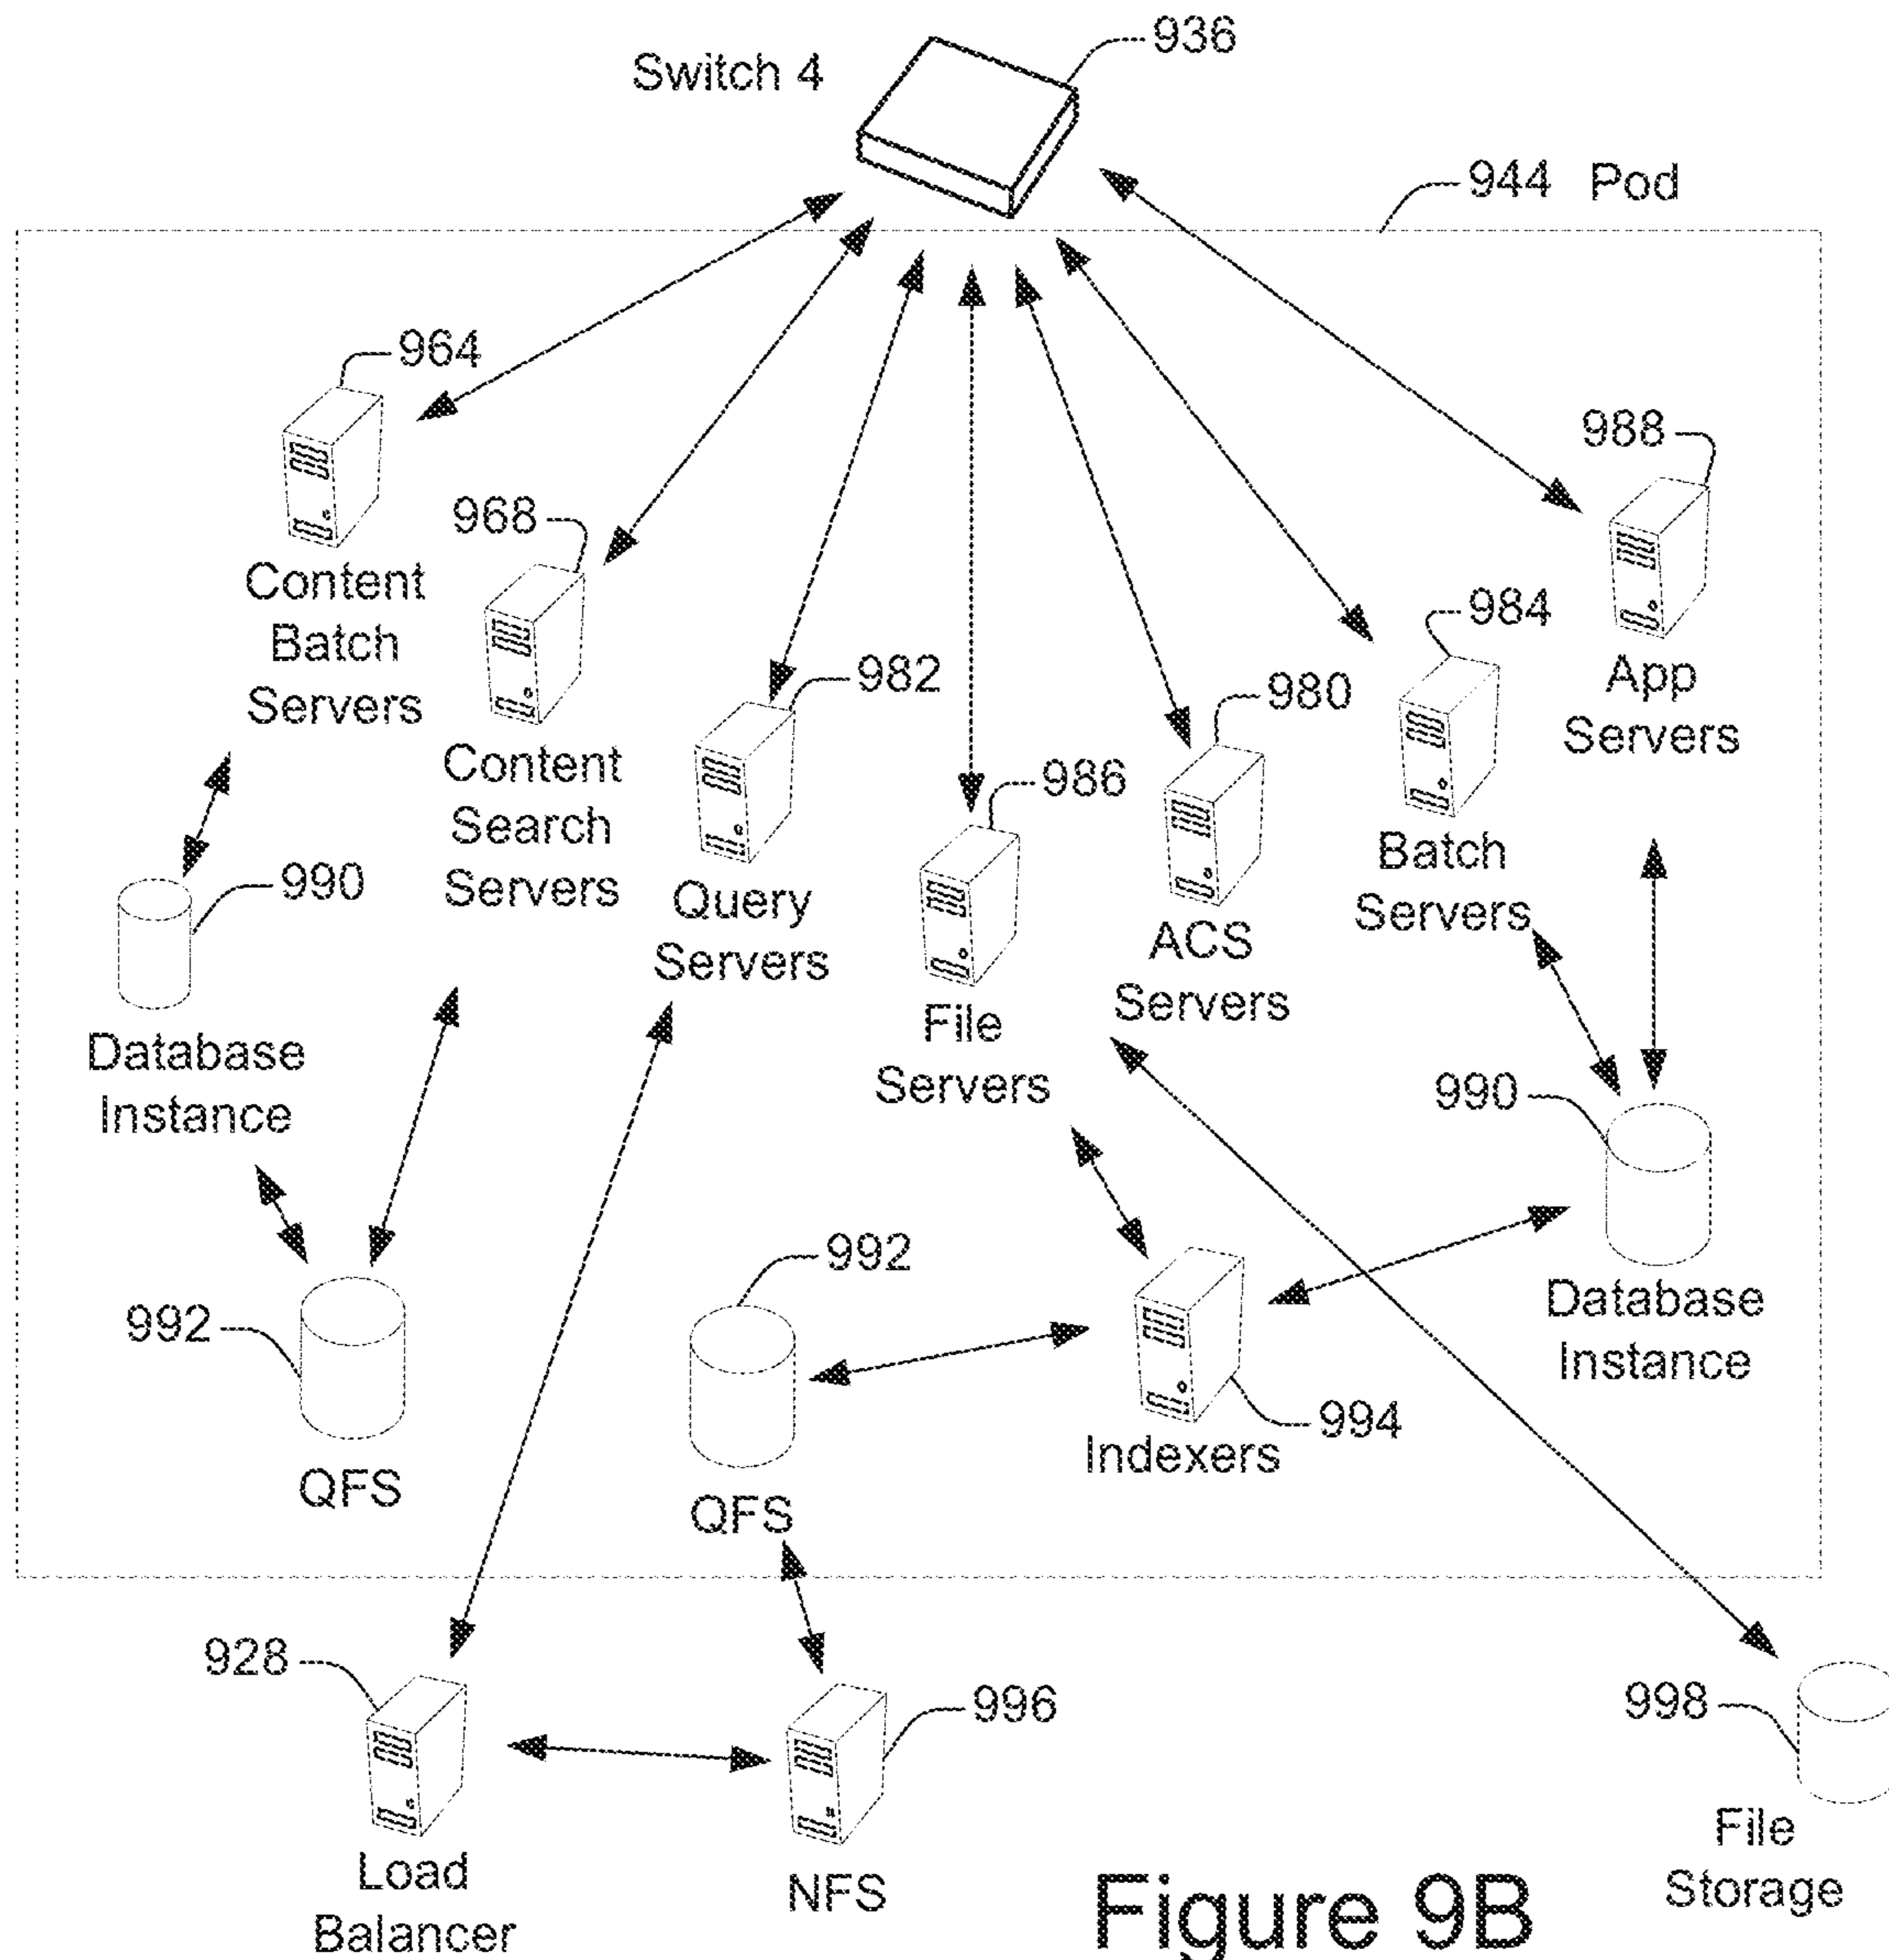 936
Switch 4
944 Pod
964
988
968
Content
Batch
Servers
984
982
980
App
Servers
Content
Search
Servers
986
990
Batch
Servers
Query
Servers
ACS
Servers
File
Servers
Database
Instance
990
992
992
Database
Instance
994
Indexers
QFS
QFS
928
996
998
File
Storage
Load
Balancer
NFS
Figure 9B